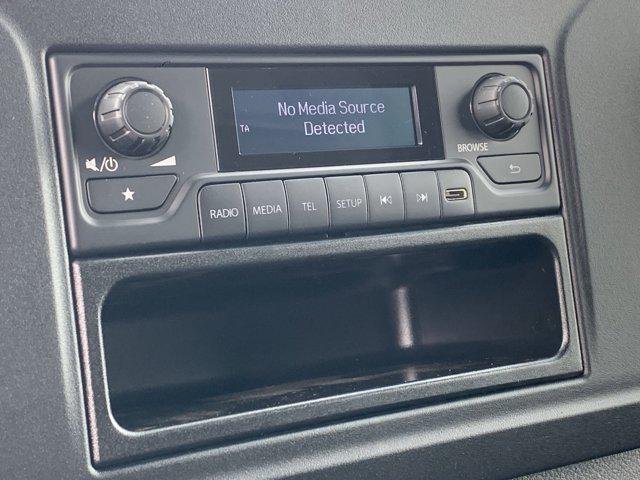 No Media Source
Detected
TA
BROWSE
RADIO MEDIA TEL SETUP